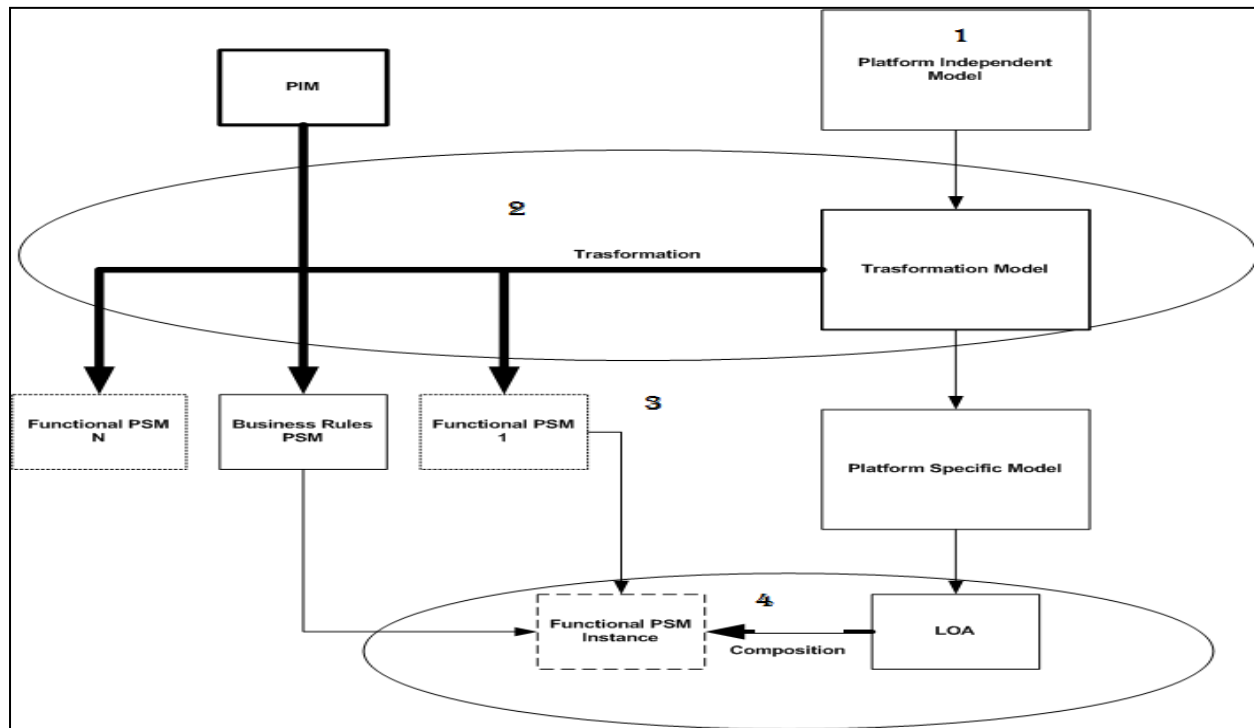 1
Platform Independent
Model
PIM
2
Trasformation
Trasformation Model
3
Functional PSM
N
Business Rules
PSM
Functional PSM
1
Platform Specific Model
4
Functional PSM
Instance
Composition
LOA